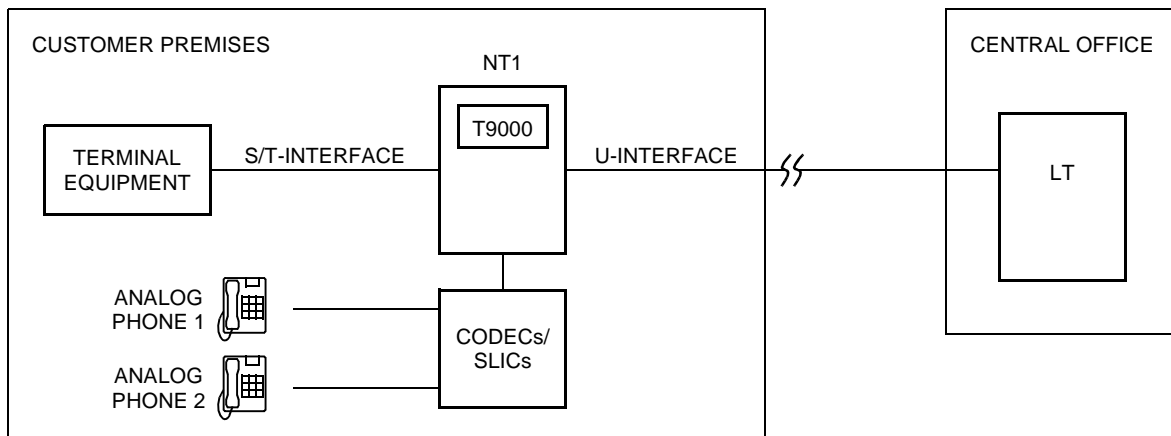 CUSTOMER PREMISES
CENTRAL OFFICE
NT1
T9000
TERMINAL
EQUIPMENT
S/T-INTERFACE
U-INTERFACE
LT
ANALOG
PHONE 1
CODECs/
SLICs
ANALOG
PHONE 2